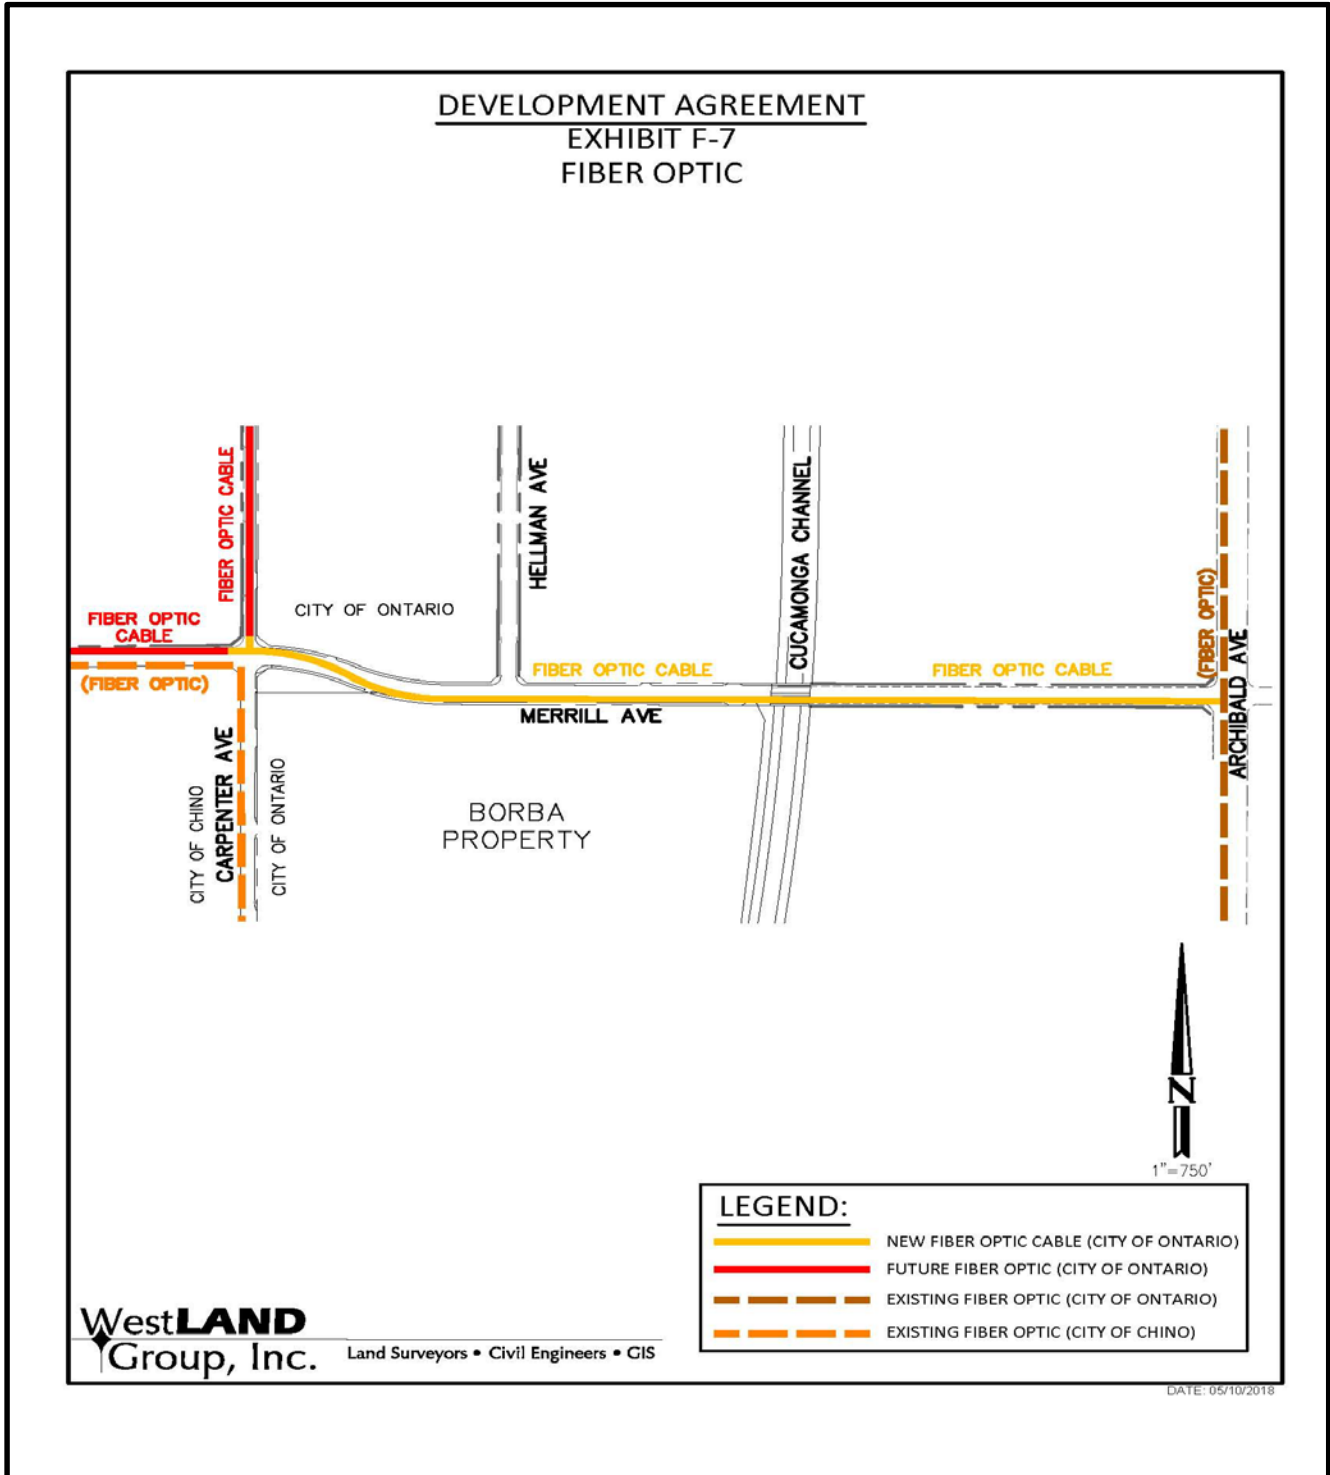 DEVELOPMENT AGREEMENT
EXHIBIT F-7
FIBER OPTIC
FIBER OPTIC CABLE
HELLMAN AVE
CUCAMONGA CHANNEL
(FIBER OPTIC)
ARCHIBALD AVE
FIBER OPTIC
CABLE
CITY OF ONTARIO
(FIBER OPTIC)
FIBER OPTIC CABLE
FIBER OPTIC CABLE
MERRILL AVE
CITY OF CHINO
CARPENTER AVE
CITY OF ONTARIO
BORBA
PROPERTY
N
1"=750'
LEGEND:
NEW FIBER OPTIC CABLE (CITY OF ONTARIO)
FUTURE FIBER OPTIC (CITY OF ONTARIO)
EXISTING FIBER OPTIC (CITY OF ONTARIO)
EXISTING FIBER OPTIC (CITY OF CHINO)
WestLAND
Group, Inc.
Land Surveyors • Civil Engineers • GIS
DATE: 05/10/2018